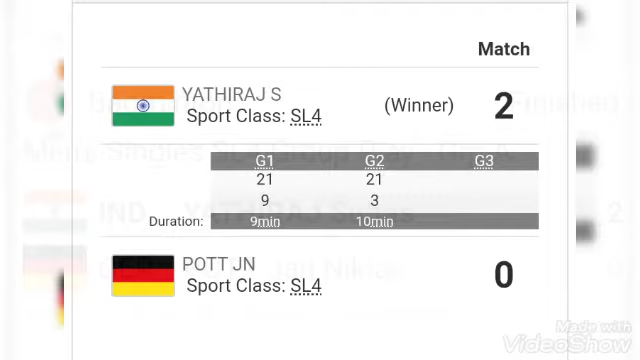 Match
YATHIRAJ S
Sport Class: SL4
(Winner)
2
G1 G2 G3
21 21
9 3
Duration: 9min 10min
POTT JN
Sport Class: SL4
0
Made with
VideoShow